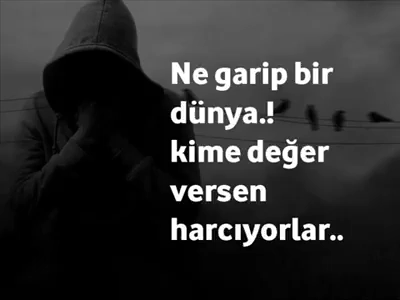 Ne garip bir
dünya.!
kime değer
versen
harcıyorlar..